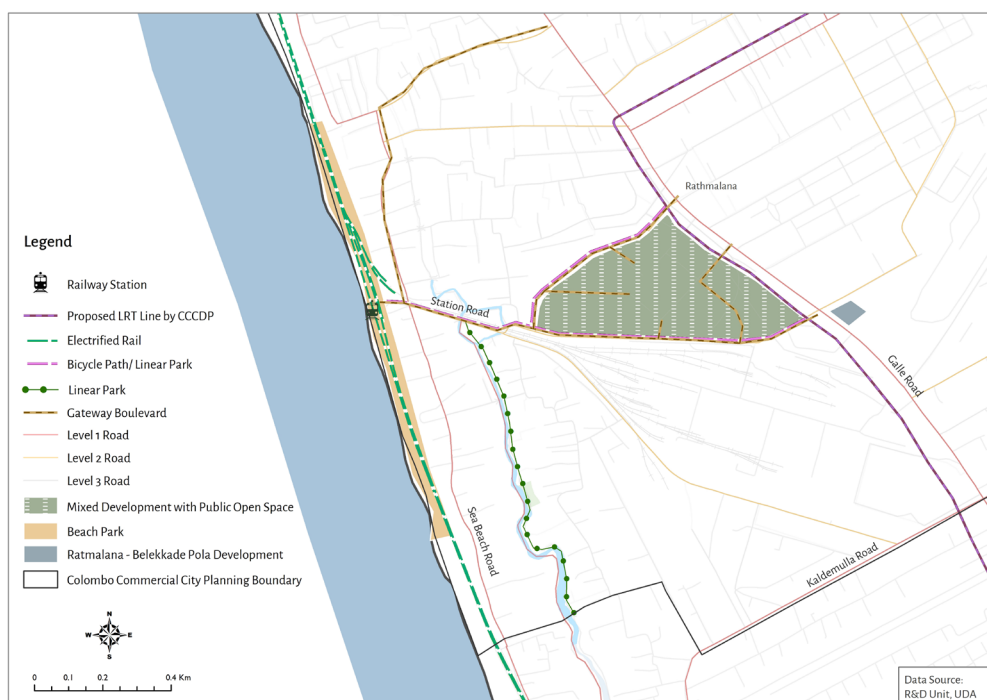 Rathmalana
Station Road
Galle Road
Sea Beach Road
Kaldemulla Road
Legend
Railway Station
Proposed LRT Line by CCCDP
Electrified Rail
Bicycle Path/ Linear Park
Linear Park
Gateway Boulevard
Level 1 Road
Level 2 Road
Level 3 Road
Mixed Development with Public Open Space
Beach Park
Ratmalana - Belekkade Pola Development
Colombo Commercial City Planning Boundary
N
W E
S
0 0.1 0.2 0.4 Km
Data Source:
R&D Unit, UDA